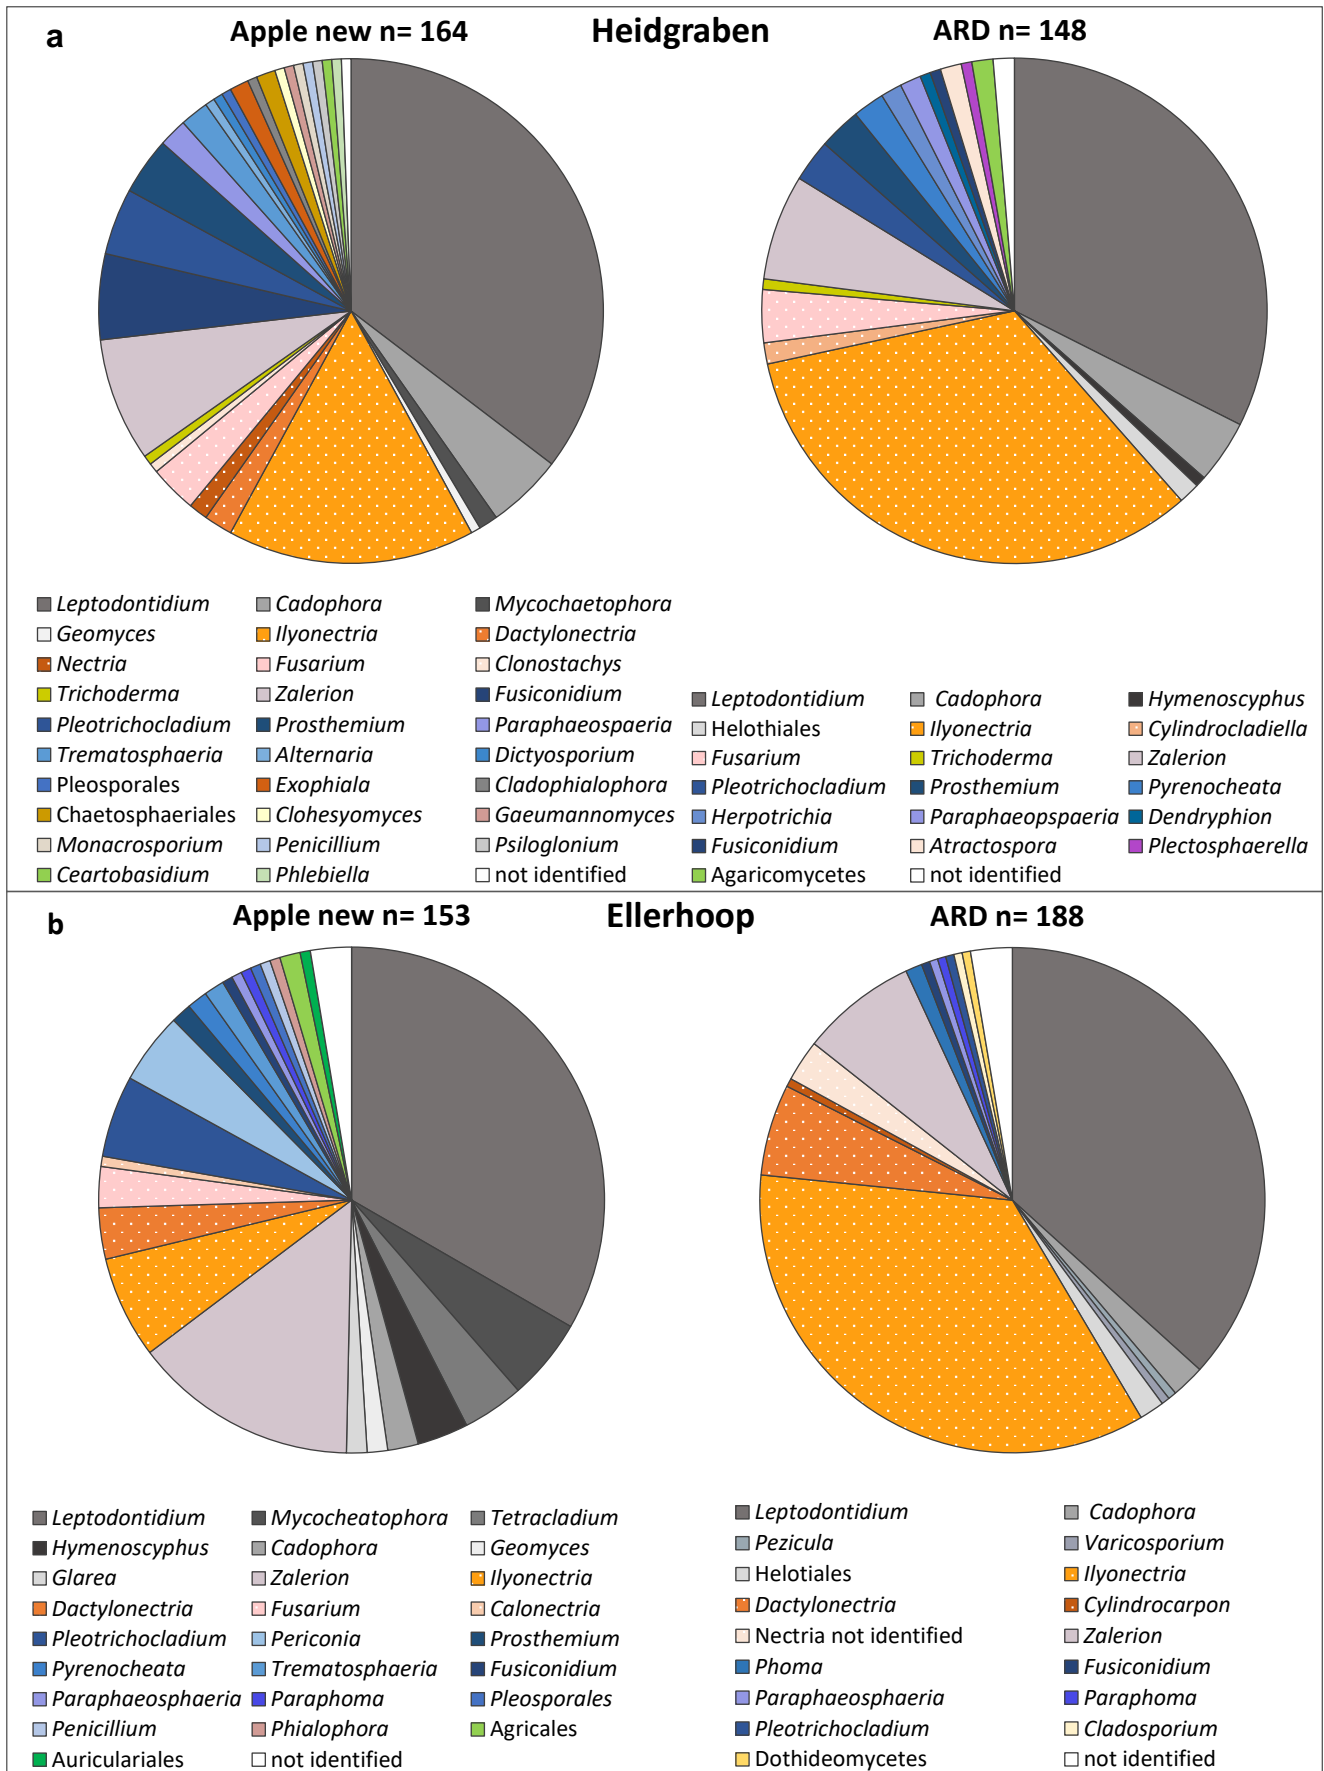 a
Apple new n= 164
Heidgraben
ARD n= 148
Leptodontidium Cadophora Mycochaetophora
Geomyces Ilyonectria Dactylonectria
Nectria Fusarium Clonostachys
Trichoderma Zalerion Fusiconidium
Pleotrichocladium Prosthemium Paraphaeospaeria
Trematosphaeria Alternaria Dictyosporium
Pleosporales Exophiala Cladophialophora
Chaetosphaeriales Clohesyomyces Gaeumannomyces
Monacrosporium Penicillium Psiloglonium
Ceartobasidium Phlebiella not identified
Leptodontidium Cadophora Hymenoscyphus
Helothiales Ilyonectria Cylindrocladiella
Fusarium Trichoderma Zalerion
Pleotrichocladium Prosthemium Pyrenocheata
Herpotrichia Paraphaeopspaeria Dendryphion
Fusiconidium Atractospora Plectosphaerella
Agaricomycetes not identified
b
Apple new n= 153
Ellerhoop
ARD n= 188
Leptodontidium Mycocheatophora Tetracladium
Hymenoscyphus Cadophora Geomyces
Glarea Zalerion Ilyonectria
Dactylonectria Fusarium Calonectria
Pleotrichocladium Periconia Prosthemium
Pyrenocheata Trematosphaeria Fusiconidium
Paraphaeosphaeria Paraphoma Pleosporales
Penicillium Phialophora Agricales
Auriculariales not identified
Leptodontidium Cadophora
Pezicula Varicosporium
Helotiales Ilyonectria
Dactylonectria Cylindrocarpon
Nectria not identified Zalerion
Phoma Fusiconidium
Paraphaeosphaeria Paraphoma
Pleotrichocladium Cladosporium
Dothideomycetes not identified